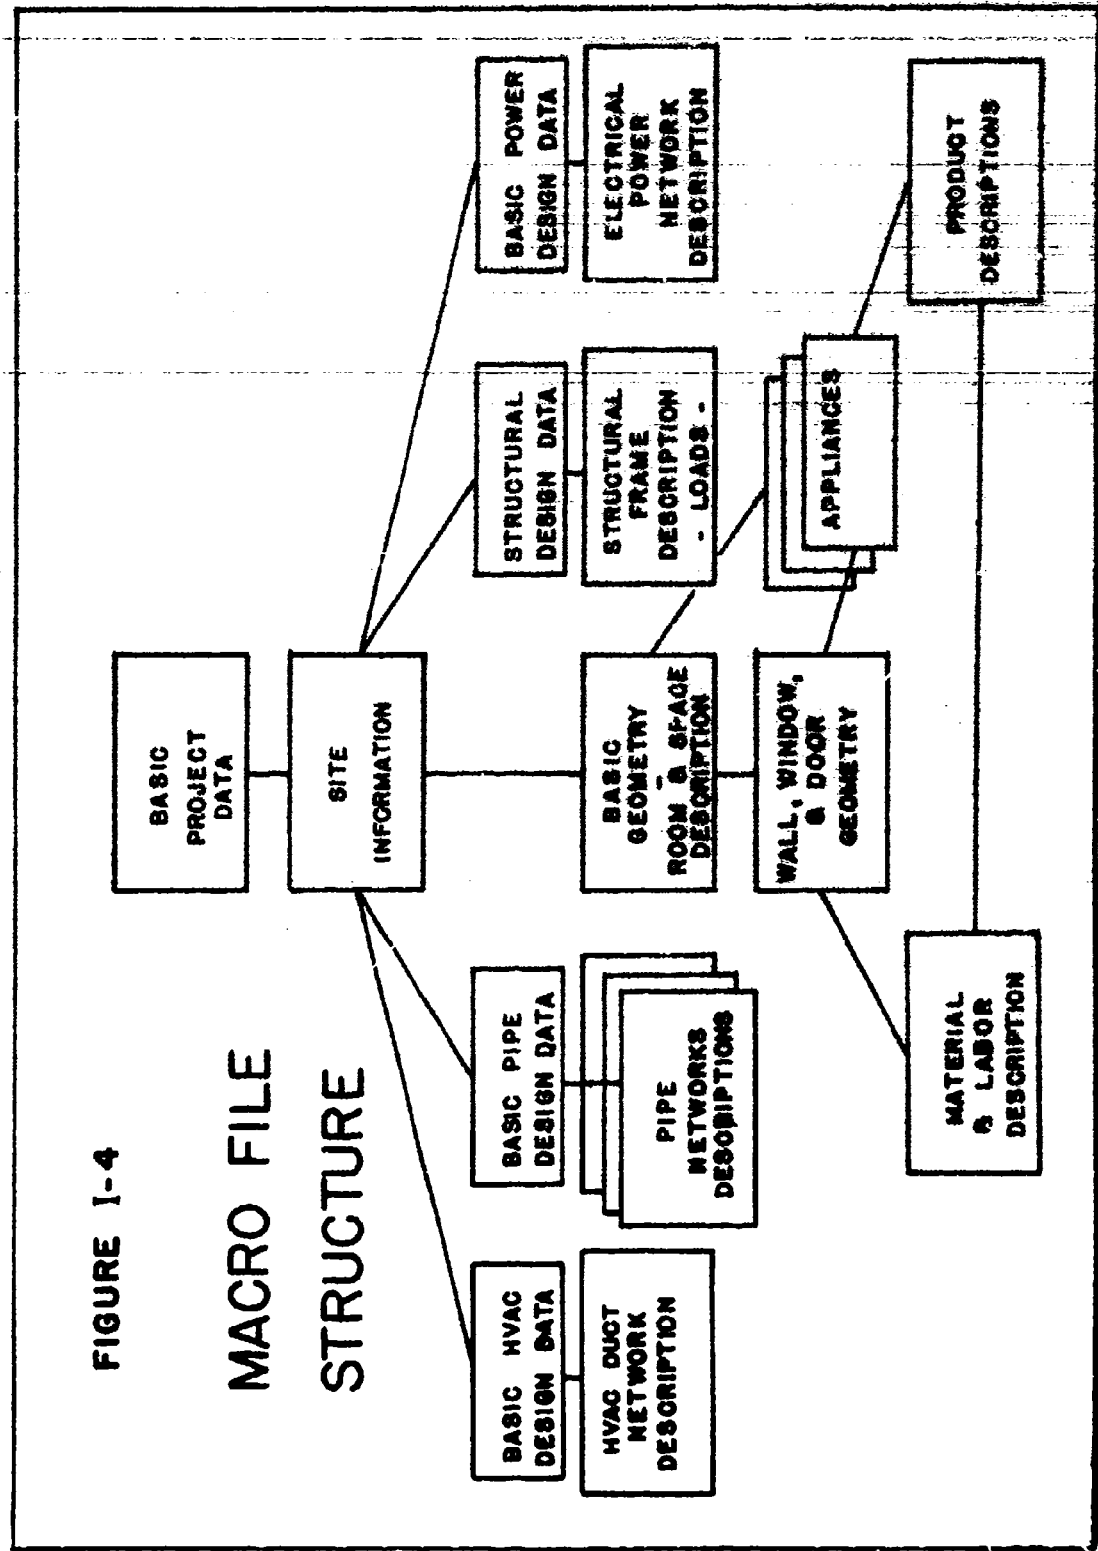 FIGURE I-4
MACRO FILE
STRUCTURE
BASIC
PROJECT
DATA
SITE
INFORMATION
BASIC HVAC
DESIGN DATA
HVAC DUCT
NETWORK
DESCRIPTION
BASIC PIPE
DESIGN DATA
PIPE
NETWORKS
DESCRIPTIONS
BASIC
GEOMETRY
-
ROOM & SPACE
DESCRIPTION
STRUCTURAL
DESIGN DATA
STRUCTURAL
FRAME
DESCRIPTION
- LOADS -
BASIC POWER
DESIGN DATA
ELECTRICAL
POWER
NETWORK
DESCRIPTION
WALL, WINDOW,
& DOOR
GEOMETRY
APPLIANCES
MATERIAL
& LABOR
DESCRIPTION
PRODUCT
DESCRIPTIONS